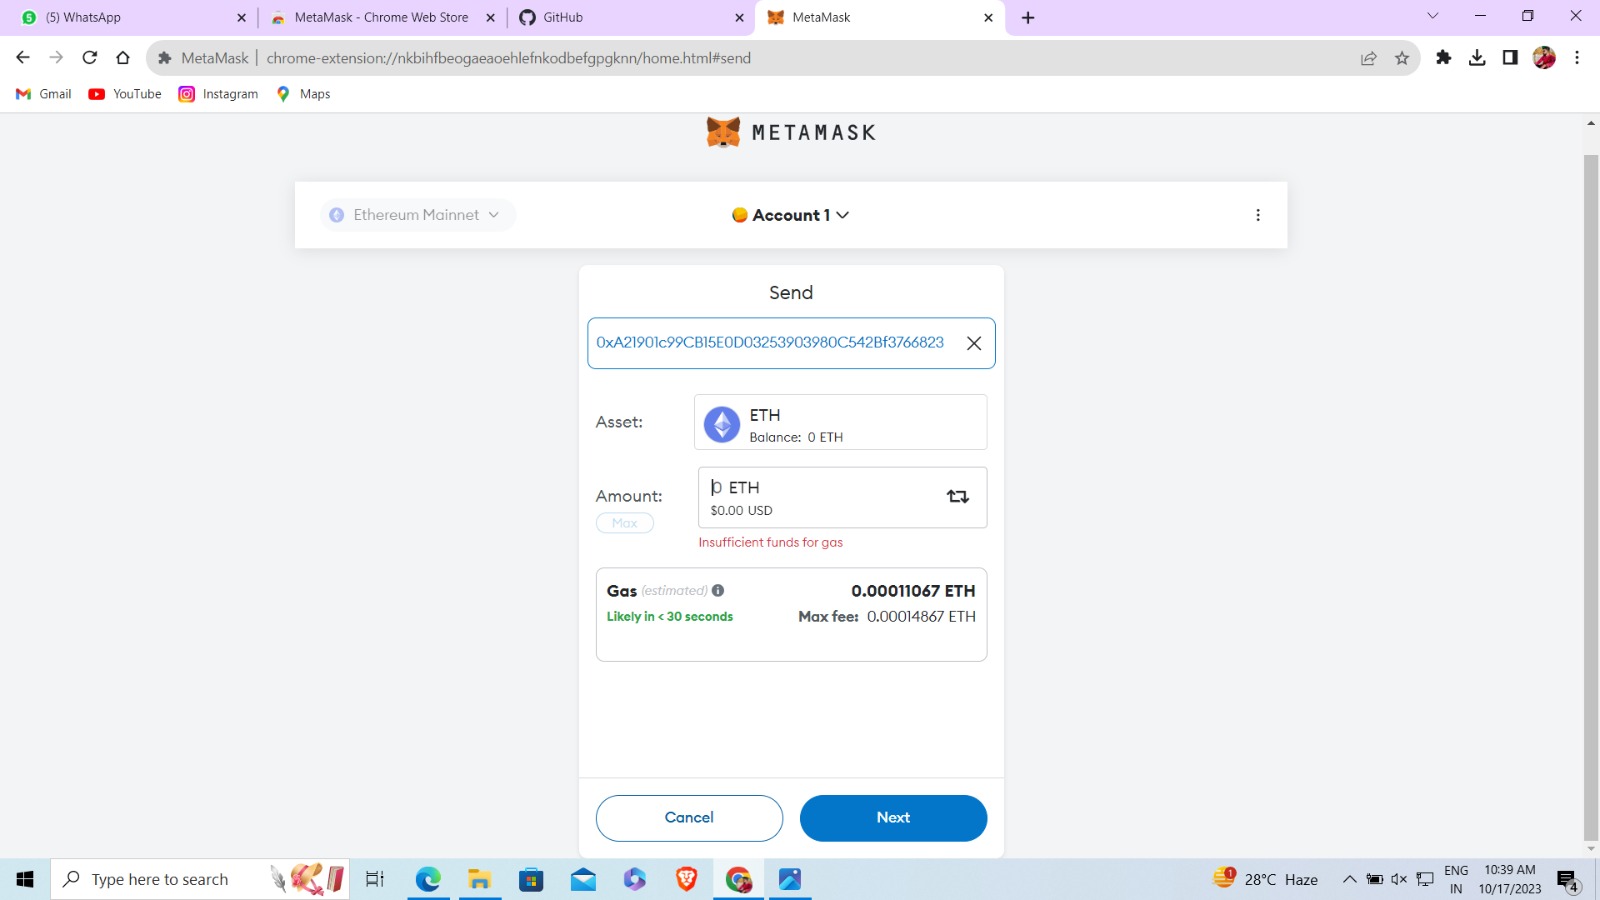 (5) WhatsApp
MetaMask - Chrome Web Store
GitHub
MetaMask
MetaMask | chrome-extension://nkbihfbeogaeaoehlefnkodbefgpgknn/home.html#send
Gmail
YouTube
Instagram
Maps
METAMASK
Ethereum Mainnet
Account 1
Send
0xA21901c99CB15E0D03253903980C542Bf3766823
Asset:
ETH
Balance: 0 ETH
Amount:
Max
0 ETH
$0.00 USD
Insufficient funds for gas
Gas (estimated)
0.00011067 ETH
Likely in < 30 seconds
Max fee: 0.00014867 ETH
Cancel
Next
Type here to search
1
28°C Haze
ENG
IN
10:39 AM
10/17/2023
4